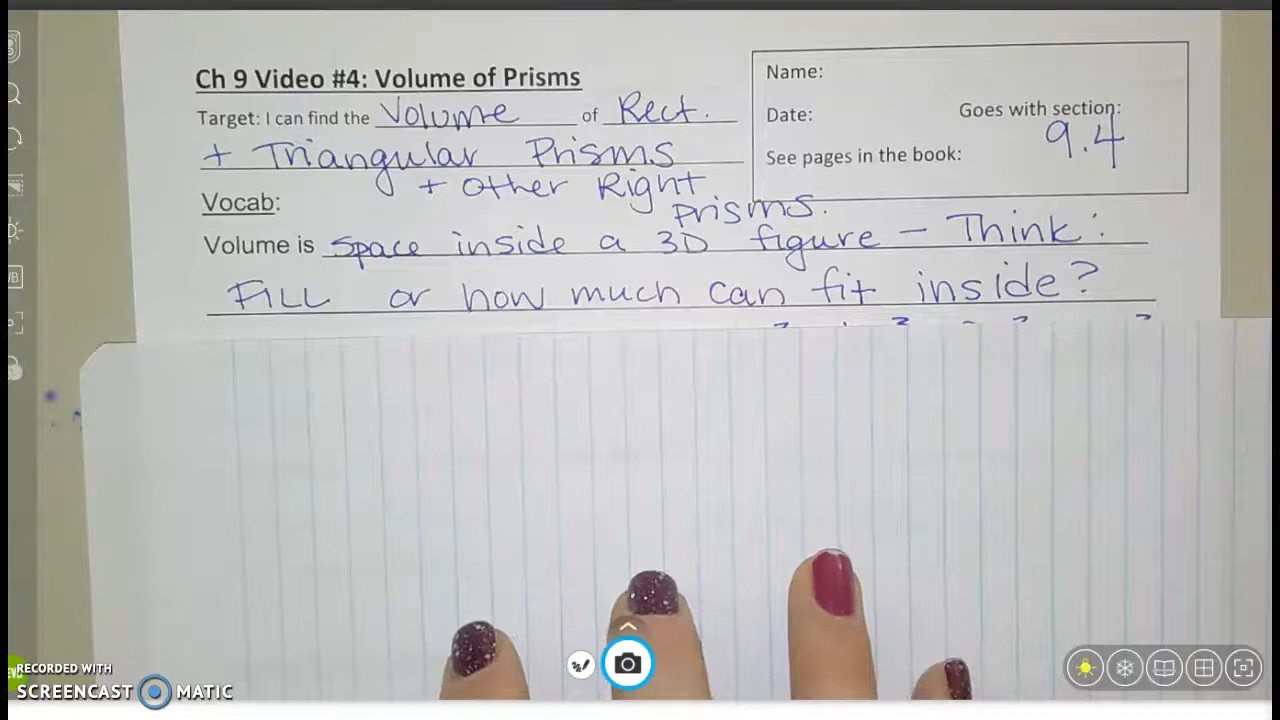 Ch 9 Video #4: Volume of Prisms
Name:
Target: I can find the Volume of Rect.
Date:
Goes with section:
9.4
+ Triangular Prisms
See pages in the book:
+ other Right
prisms.
Vocab:
Volume is space inside a 3D figure - Think:
FILL or how much can fit inside?
RECORDED WITH
SCREENCAST MATIC